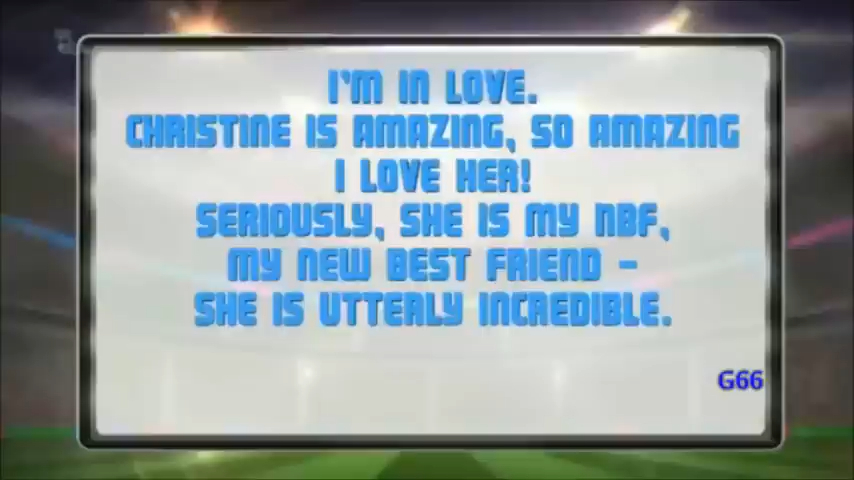 I'M IN LOVE.
CHRISTINE IS AMAZING, SO AMAZING
I LOVE HER!
SERIOUSLY, SHE IS MY NBF,
MY NEW BEST FRIEND -
SHE IS UTTERLY INCREDIBLE.
G66